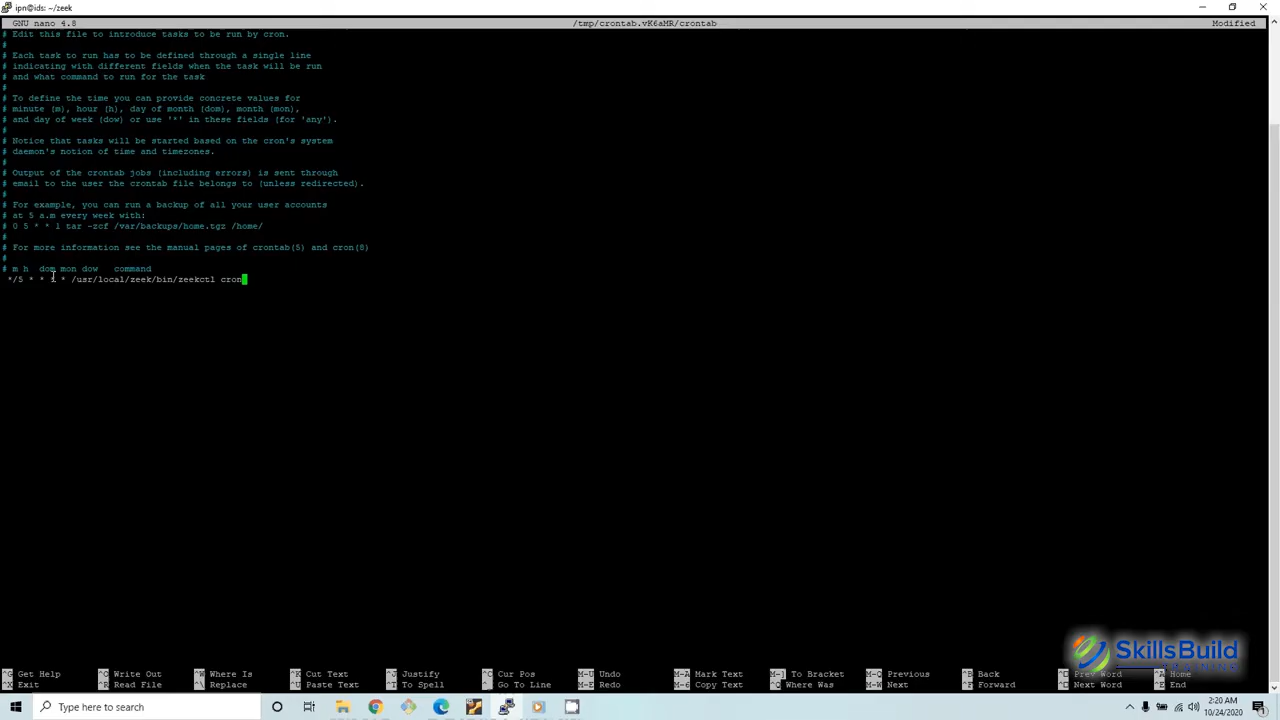 ipn@ids: ~/zeek
GNU nano 4.8 /tmp/crontab.vK6aMR/crontab Modified
# Edit this file to introduce tasks to be run by cron.
#
# Each task to run has to be defined through a single line
# indicating with different fields when the task will be run
# and what command to run for the task
#
# To define the time you can provide concrete values for
# minute (m), hour (h), day of month (dom), month (mon),
# and day of week (dow) or use '*' in these fields (for 'any').
#
# Notice that tasks will be started based on the cron's system
# daemon's notion of time and timezones.
#
# Output of the crontab jobs (including errors) is sent through
# email to the user the crontab file belongs to (unless redirected).
#
# For example, you can run a backup of all your user accounts
# at 5 a.m every week with:
# 0 5 * * 1 tar -zcf /var/backups/home.tgz /home/
#
# For more information see the manual pages of crontab(5) and cron(8)
#
# m h dom mon dow command
*/5 * * * * /usr/local/zeek/bin/zeekctl cron
SkillsBuild
TRAINING
^G Get Help ^O Write Out ^W Where Is ^K Cut Text ^J Justify ^C Cur Pos M-U Undo M-A Mark Text M-] To Bracket M-Q Previous ^B Back ^◀ Prev Word ^A Home
^X Exit ^R Read File ^\ Replace ^U Paste Text ^T To Spell ^_ Go To Line M-E Redo M-6 Copy Text ^Q Where Was M-W Next ^F Forward ^▶ Next Word ^E End
Type here to search
2:20 AM
10/24/2020
1